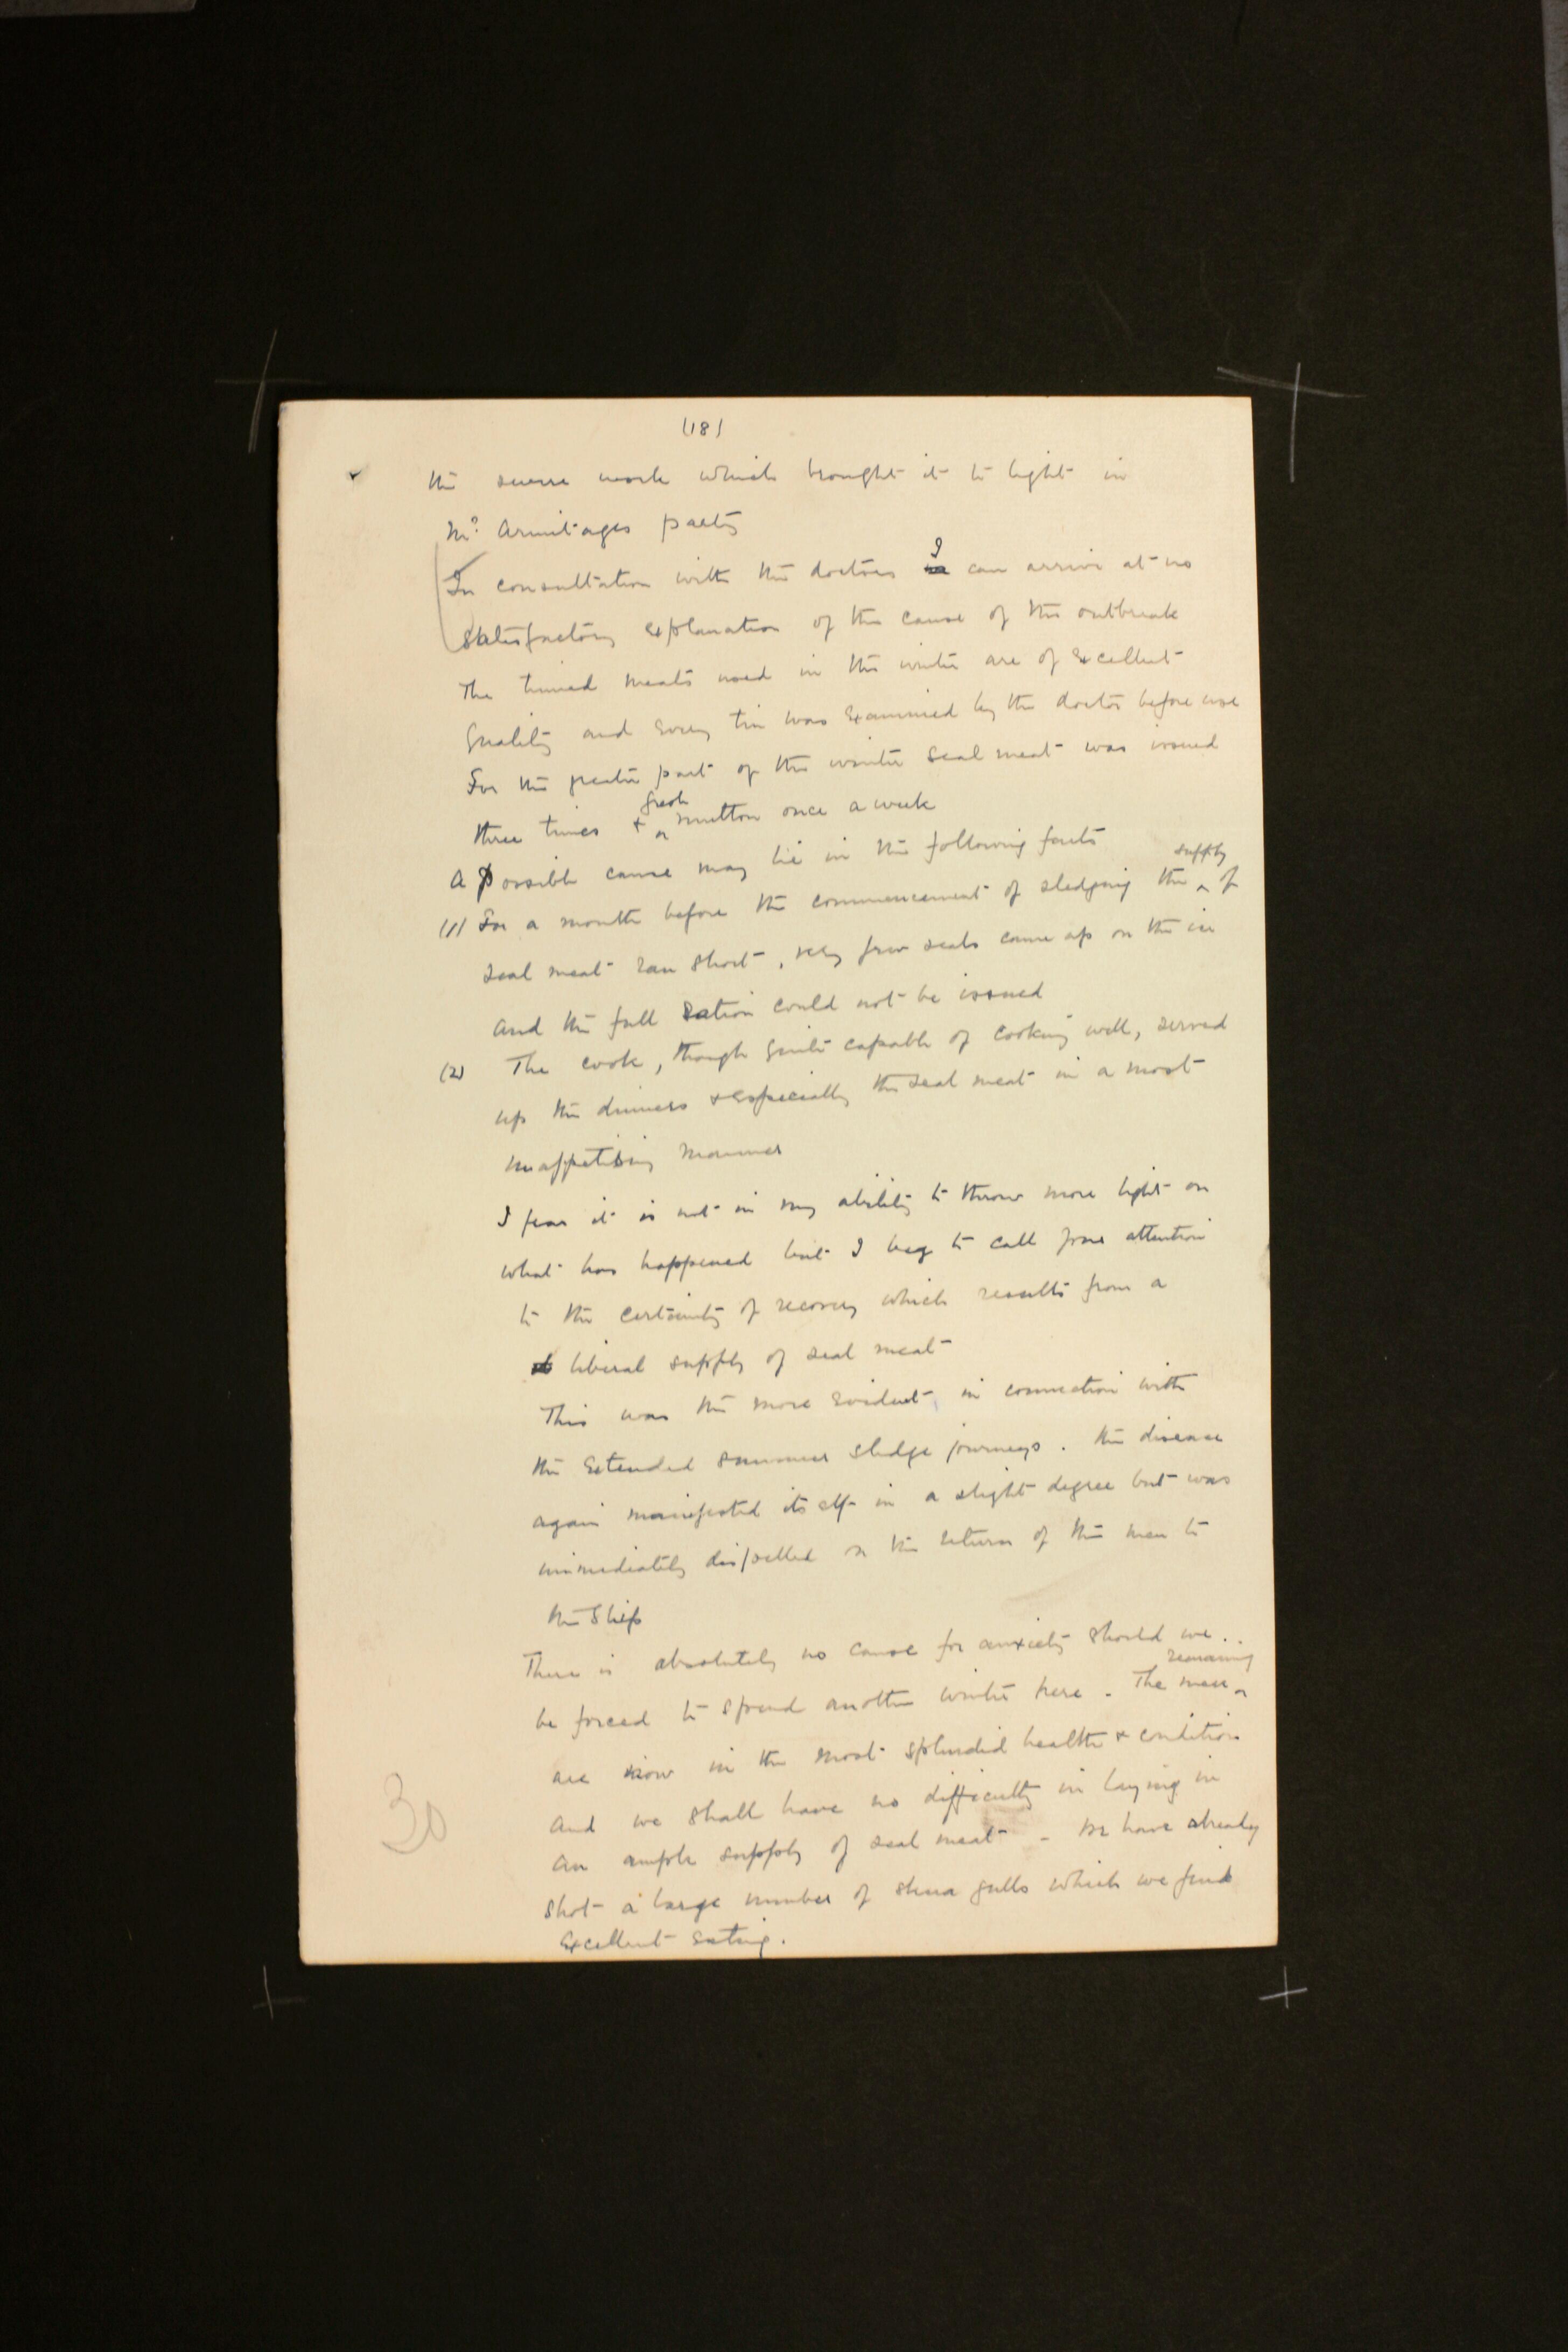 (18)
the severe work which brought it to light in
Mr Armitages party
In consultation with the doctors I can arrive at no
satisfactory explanation of the cause of this outbreak
The tinned meats used in the winter are of excellent
quality and every tin was examined by the doctor before use
For the greater part of the winter seal meat was issued
three times + fresh mutton once a week
A possible cause may lie in the following facts
(1) For a month before the commencement of sledging the supply of
seal meat ran short, very few seals came up on the ice
and the full ration could not be issued
(2) The cook, though quite capable of cooking well, served
up the dinners + especially the seal meat in a most
unappetising manner
I fear it is not in my ability to throw more light on
what has happened but I beg to call your attention
to the certainty of recovery which results from a
liberal supply of seal meat
This was the more evident in connection with
the extended summer sledge journeys. the disease
again manifested itself in a slight degree but was
immediately dispelled on the return of the men to
the Ship
There is absolutely no cause for anxiety should we..
be forced to spend another winter here. The men remaining
are now in the most splendid health + condition
and we shall have no difficulty in laying in
an ample supply of seal meat - We have already
shot a large number of skua gulls which we find
excellent eating.
30